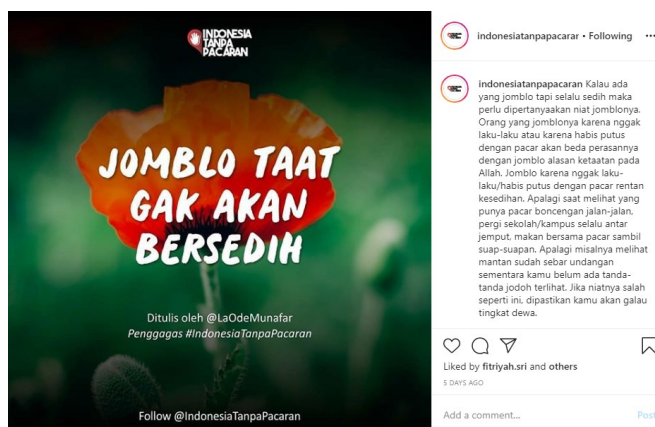 INDONESIA
TANPA
PACARAN
JOMBLO TAAT
GAK AKAN
BERSEDIH
Ditulis oleh @LaOdeMunafar
Penggagas #IndonesiaTanpaPacaran
Follow @IndonesiaTanpaPacaran
indonesiatanpapacarar • Following
indonesiatanpapacaran Kalau ada
yang jomblo tapi selalu sedih maka
perlu dipertanyaakan niat jomblonya.
Orang yang jomblonya karena nggak
laku-laku atau karena habis putus
dengan pacar akan beda perasannya
dengan jomblo alasan ketaatan pada
Allah. Jomblo karena nggak laku-
laku/habis putus dengan pacar rentan
kesedihan. Apalagi saat melihat yang
punya pacar boncengan jalan-jalan,
pergi sekolah/kampus selalu antar
jemput, makan bersama pacar sambil
suap-suapan. Apalagi misalnya melihat
mantan sudah sebar undangan
sementara kamu belum ada tanda-
tanda jodoh terlihat. Jika niatnya salah
seperti ini, dipastikan kamu akan galau
tingkat dewa.
Liked by fitriyah.sri and others
5 DAYS AGO
Add a comment...
Post